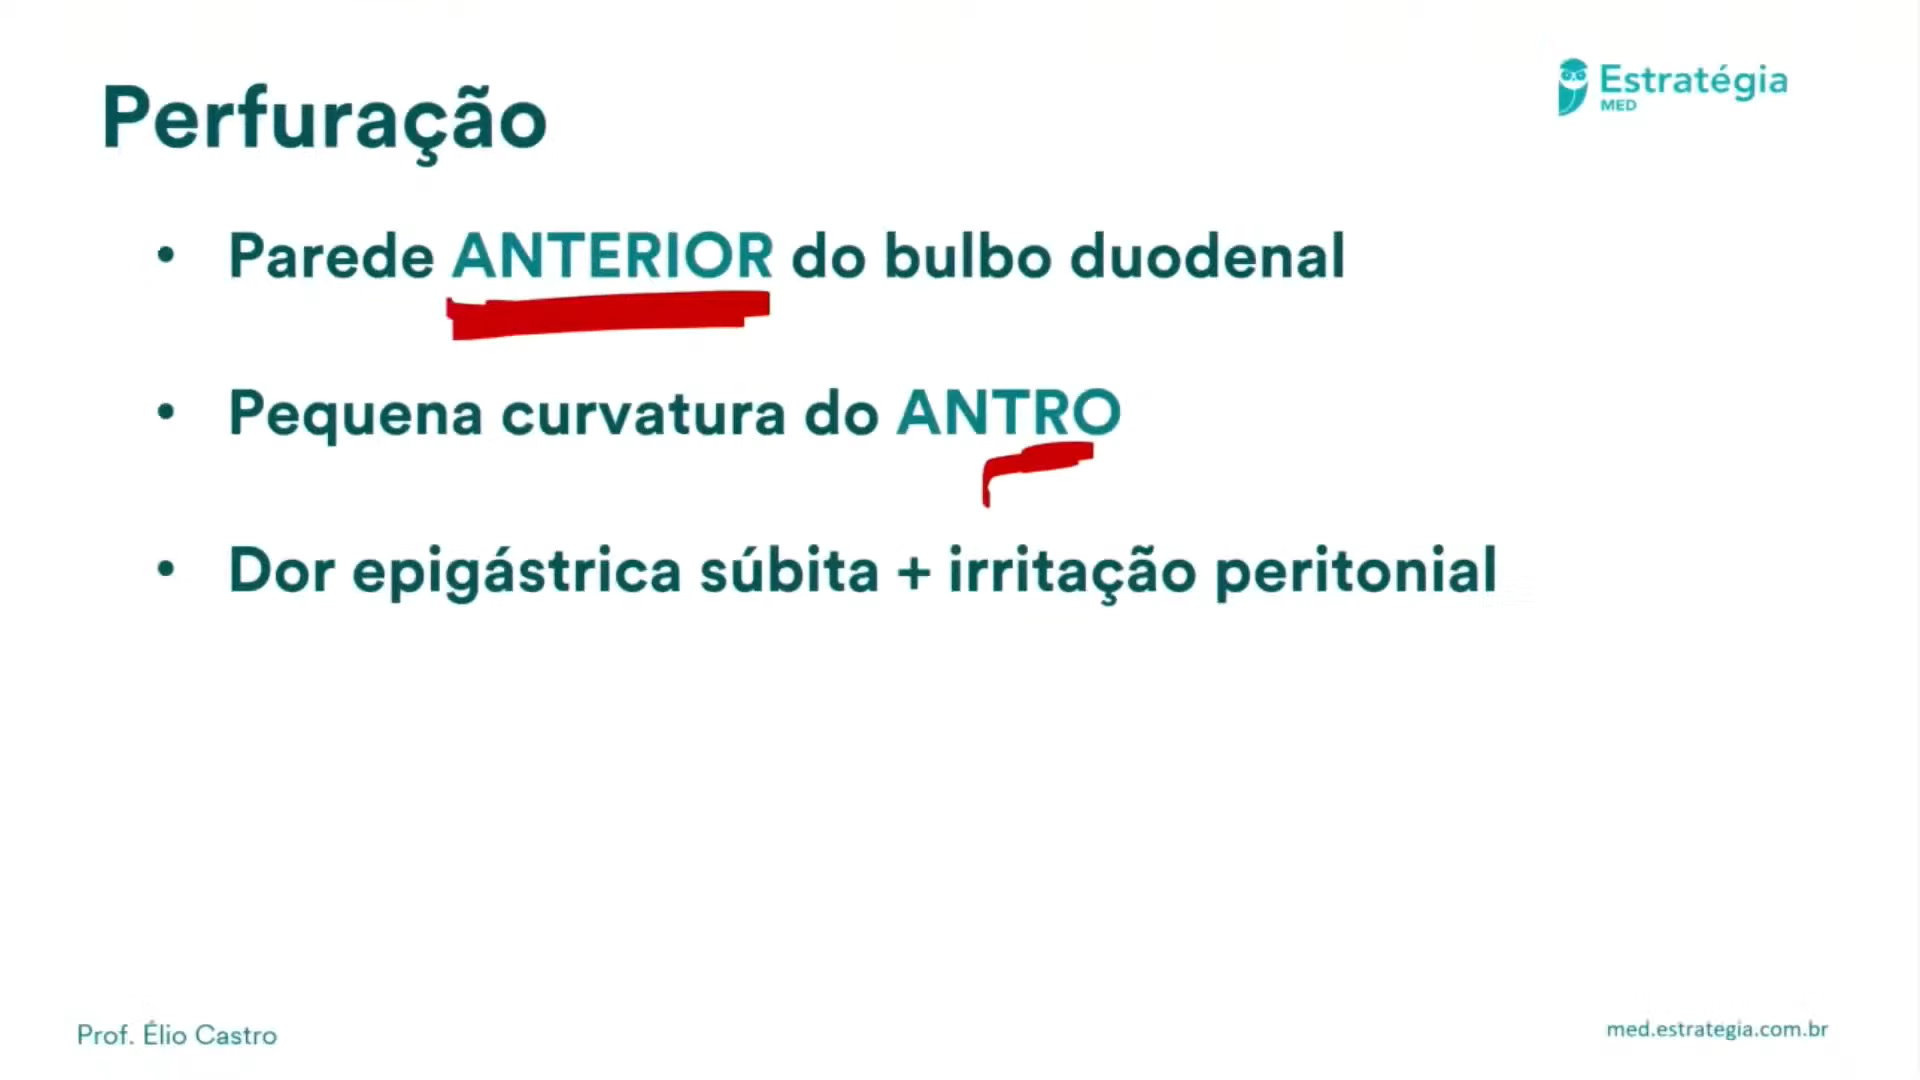 Estratégia
MED
Perfuração
• Parede ANTERIOR do bulbo duodenal
• Pequena curvatura do ANTRO
• Dor epigástrica súbita + irritação peritonial
Prof. Élio Castro
med.estrategia.com.br